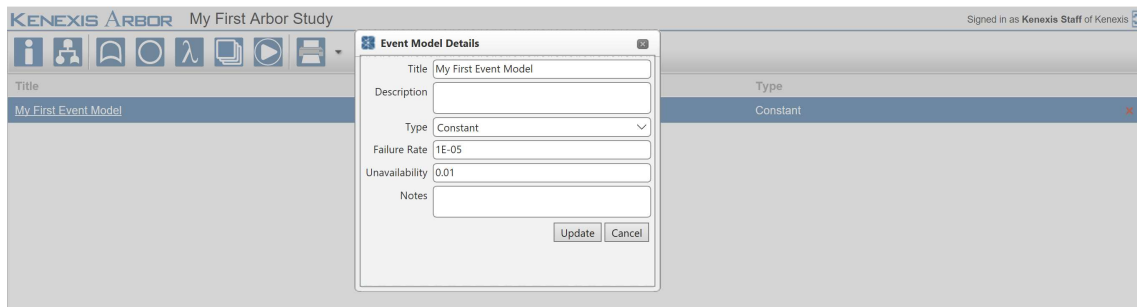 KENEXIS ARBOR My First Arbor Study
Signed in as Kenexis Staff of Kenexis
λ
Title
Type
My First Event Model
Constant
Event Model Details
Title My First Event Model
Description
Type Constant
Failure Rate 1E-05
Unavailability 0.01
Notes
Update Cancel